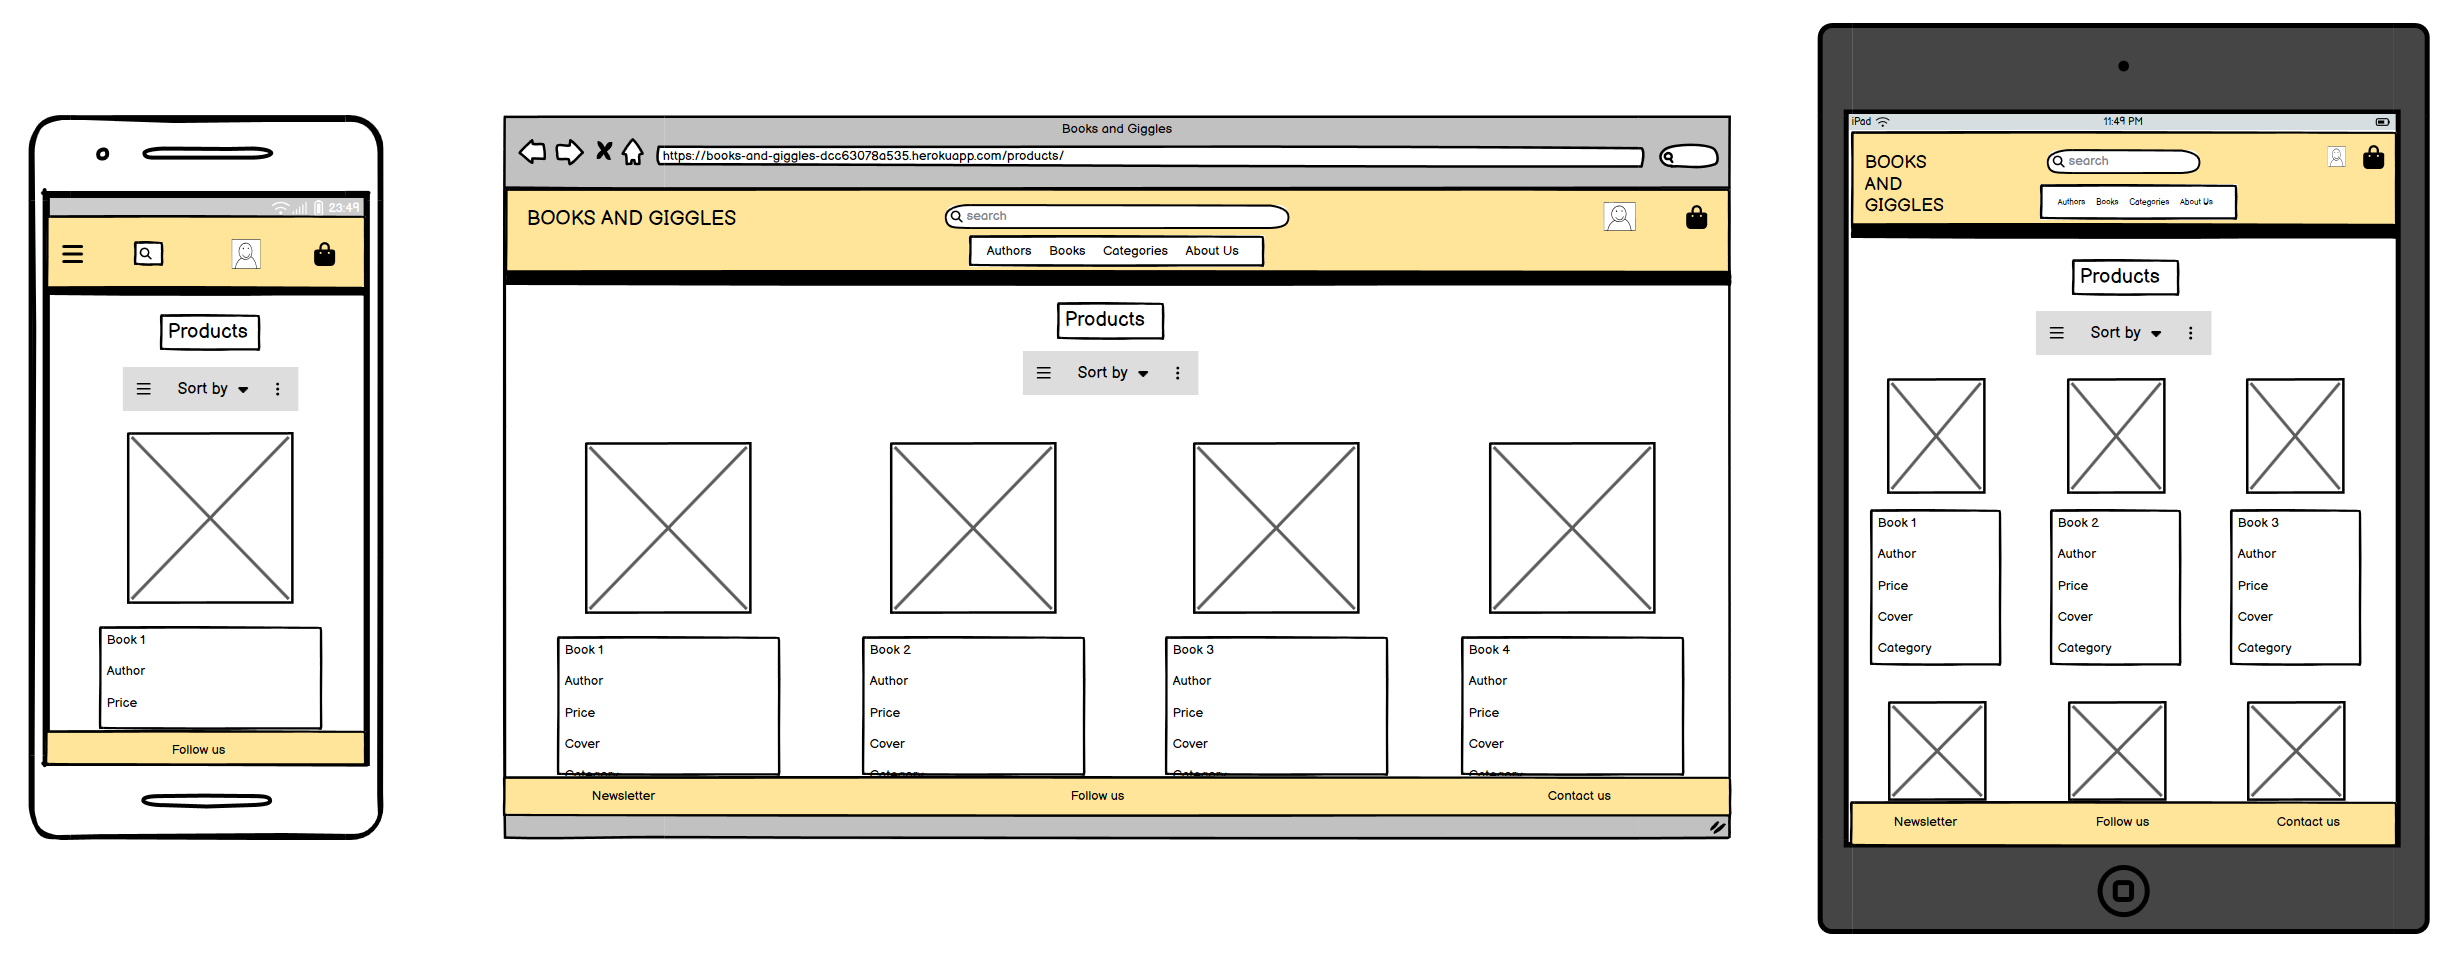 23:49
Products
Sort by
Book 1
Author
Price
Follow us
Books and Giggles
https://books-and-giggles-dcc63078a535.herokuapp.com/products/
BOOKS AND GIGGLES
search
Authors Books Categories About Us
Products
Sort by
Book 1 Book 2 Book 3 Book 4
Author Author Author Author
Price Price Price Price
Cover Cover Cover Cover
Category Category Category Category
Newsletter Follow us Contact us
iPad 11:49 PM
BOOKS
AND
GIGGLES
search
Authors Books Categories About Us
Products
Sort by
Book 1 Book 2 Book 3
Author Author Author
Price Price Price
Cover Cover Cover
Category Category Category
Newsletter Follow us Contact us